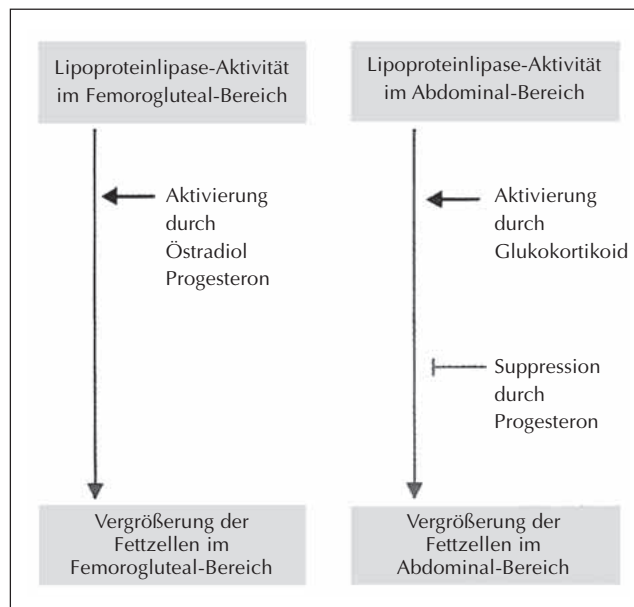 Lipoproteinlipase-Aktivität
im Femorogluteal-Bereich
Aktivierung
durch
Östradiol
Progesteron
Vergrößerung der
Fettzellen im
Femorogluteal-Bereich
Lipoproteinlipase-Aktivität
im Abdominal-Bereich
Aktivierung
durch
Glukokortikoid
Suppression
durch
Progesteron
Vergrößerung der
Fettzellen im
Abdominal-Bereich